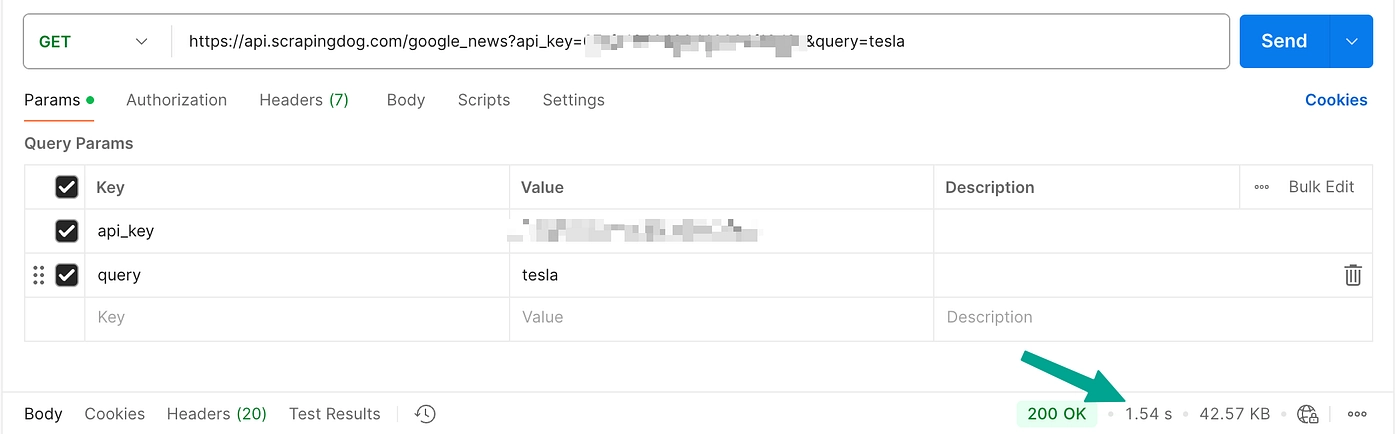 GET https://api.scrapingdog.com/google_news?api_key= &query=tesla Send
Params Authorization Headers (7) Body Scripts Settings Cookies
Query Params
Key Value Description Bulk Edit
api_key
query tesla
Key Value Description
Body Cookies Headers (20) Test Results 200 OK 1.54 s 42.57 KB